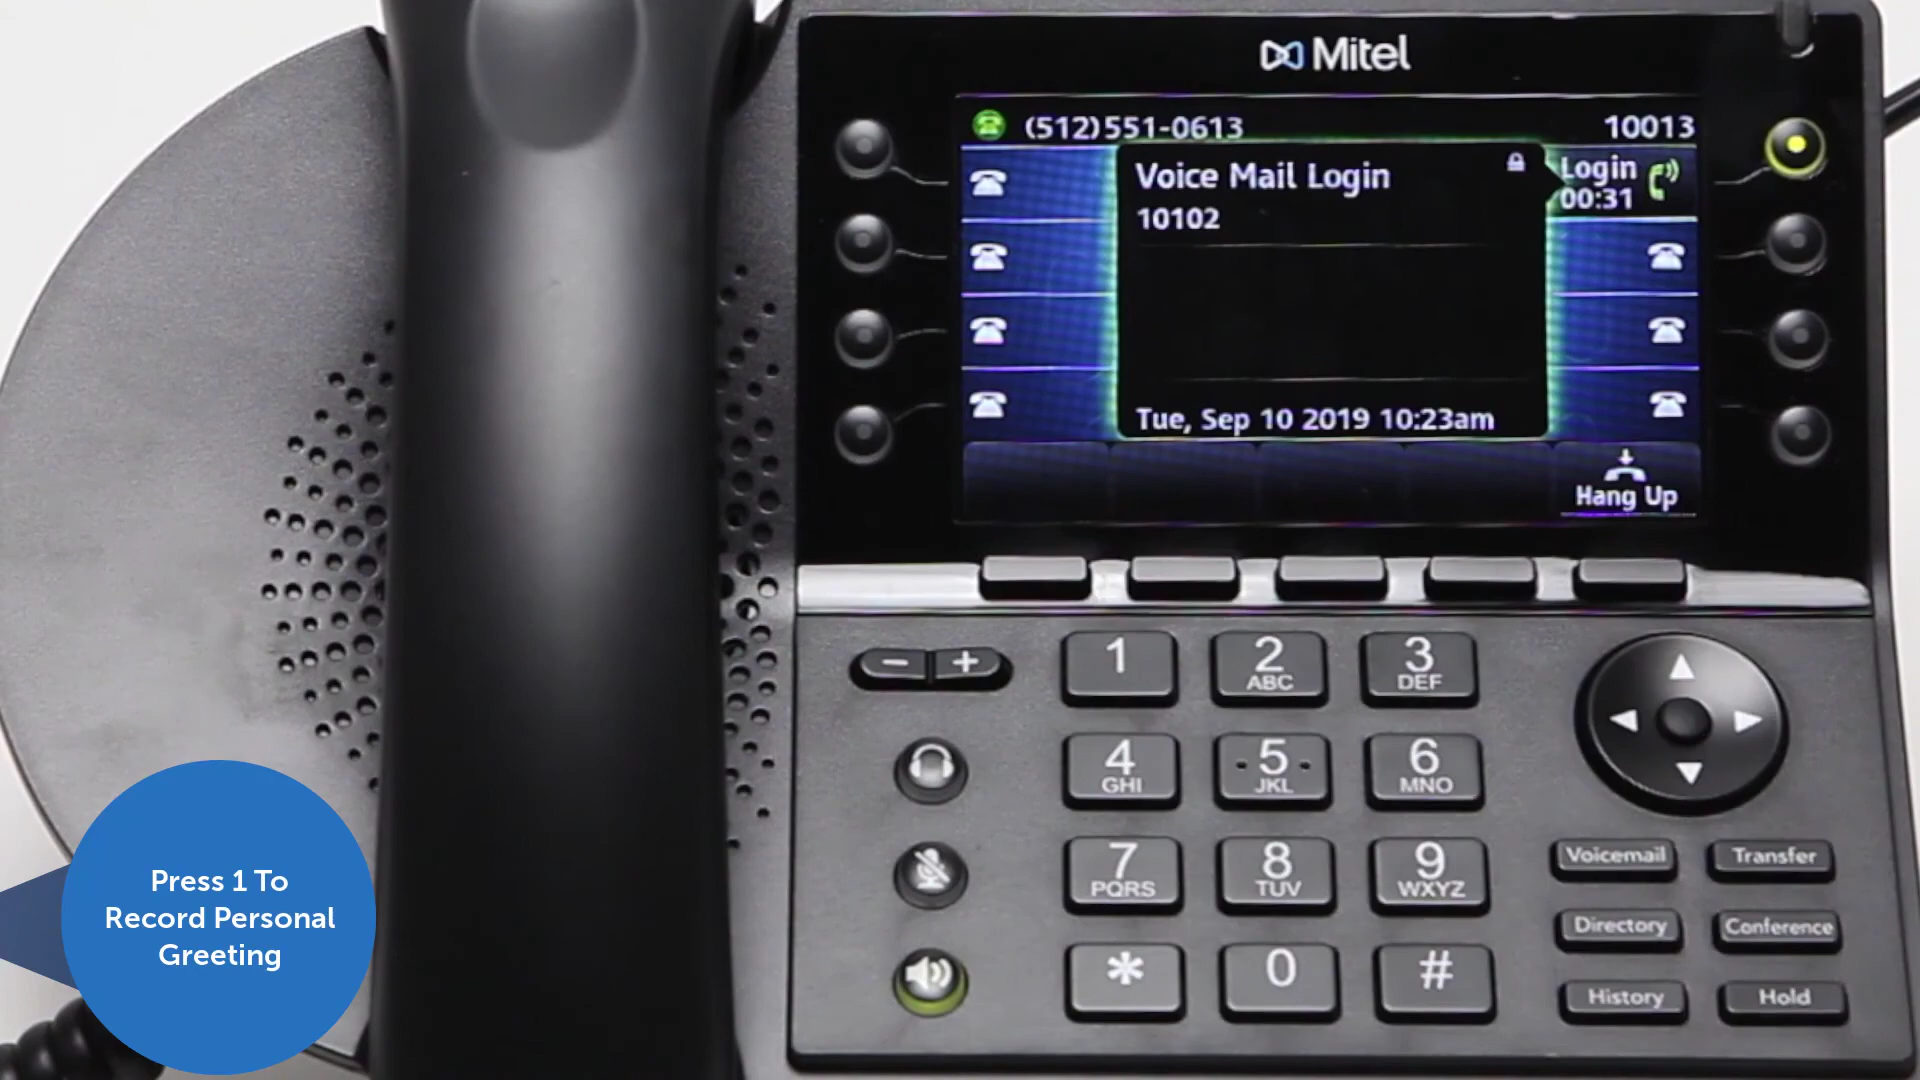 Mitel
(512)551-0613 10013
Voice Mail Login
10102
Login
00:31
Tue, Sep 10 2019 10:23am
Hang Up
− +
1
2
ABC
3
DEF
4
GHI
5
JKL
6
MNO
7
PQRS
8
TUV
9
WXYZ
*
0
#
Voicemail
Transfer
Directory
Conference
History
Hold
Press 1 To
Record Personal
Greeting